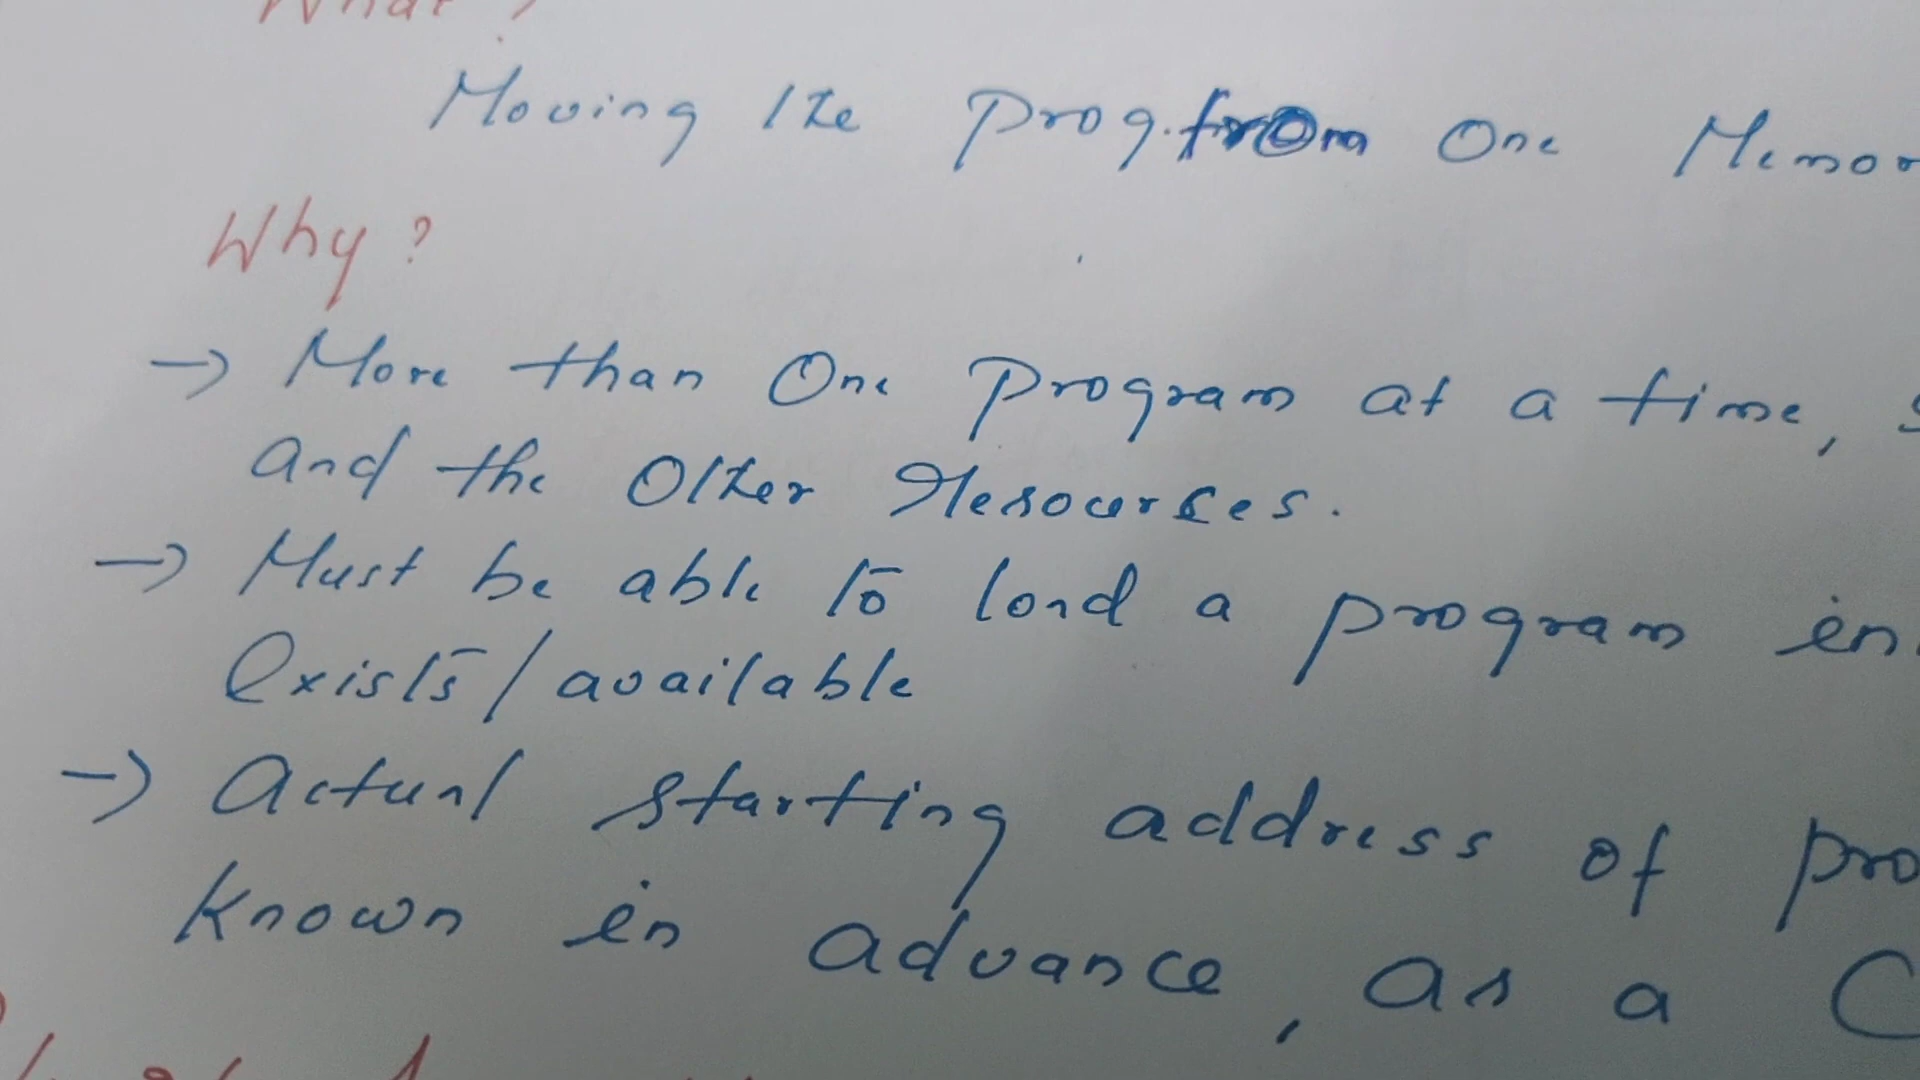 What?
Moving the prog. from One Memor
Why?
→ More than One Program at a time, s
and the Other Resources.
→ Must be able to load a program in
Exists/available
→ Actual starting address of pro
known in advance, as a C